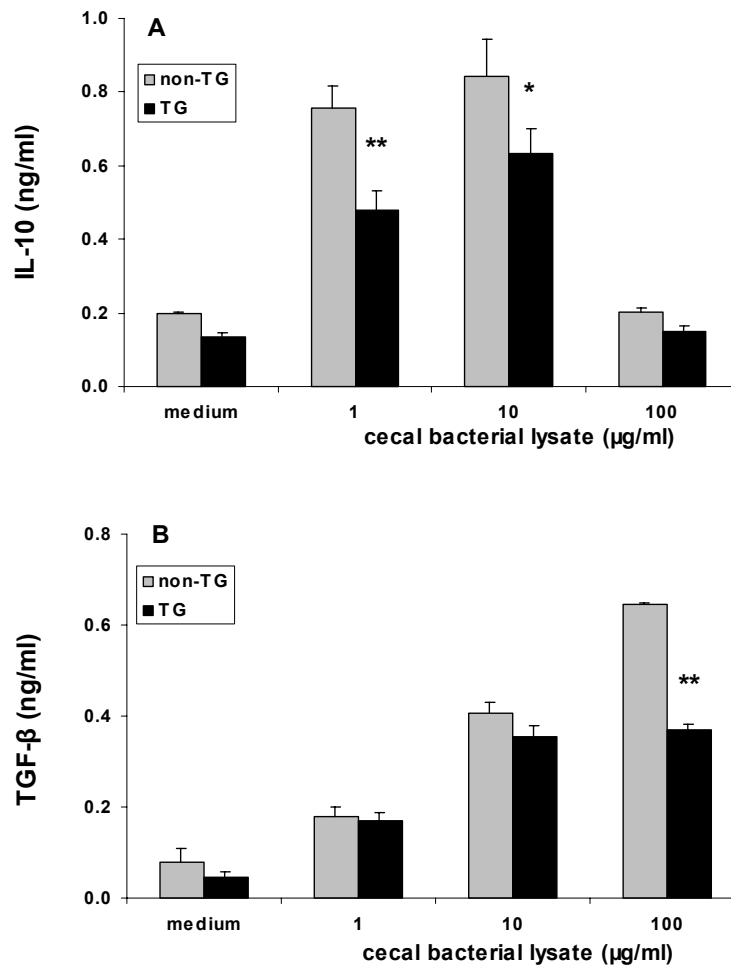 A
non-TG
TG
IL-10 (ng/ml)
1.0
0.8
0.6
0.4
0.2
0.0
**
*
medium 1 10 100
cecal bacterial lysate (µg/ml)
B
non-TG
TG
TGF-β (ng/ml)
0.8
0.6
0.4
0.2
0.0
**
medium 1 10 100
cecal bacterial lysate (µg/ml)